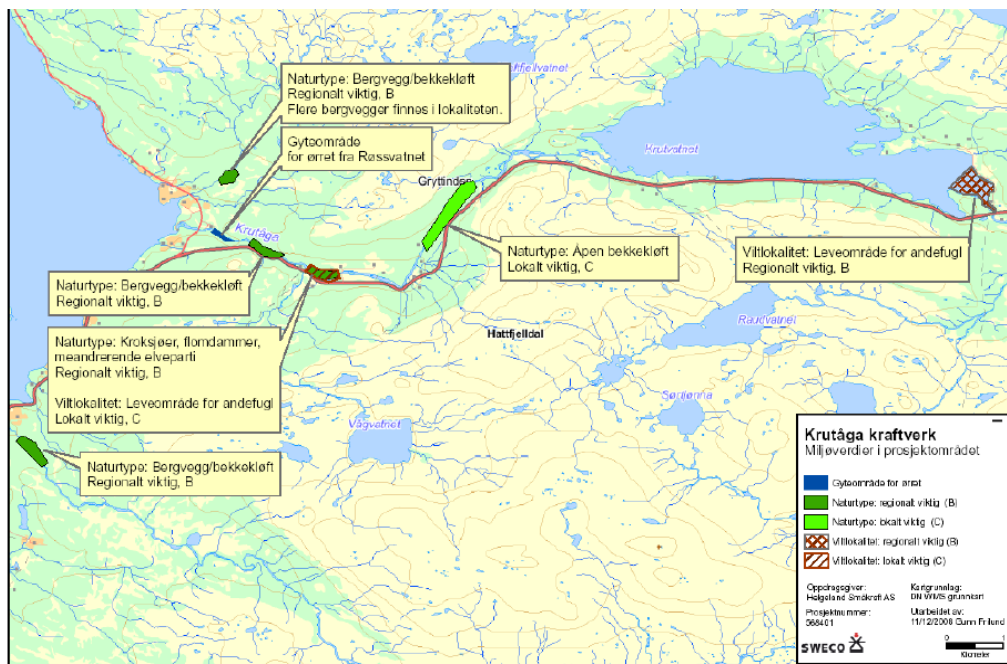 Naturtype: Bergvegg/bekkekløft
Regionalt viktig, B
Flere bergvegger finnes i lokaliteten.
Gyteområde
for ørret fra Røssvatnet
Krutvatnet
Gryttinden
Krutåga
Naturtype: Åpen bekkekløft
Lokalt viktig, C
Viltlokalitet: Leveområde for andefugl
Regionalt viktig, B
Naturtype: Bergvegg/bekkekløft
Regionalt viktig, B
Raudvatnet
Hattfjelldal
Naturtype: Kroksjøer, flomdammer,
meandrerende elveparti
Regionalt viktig, B
Viltlokalitet: Leveområde for andefugl
Lokalt viktig, C
Vågvatnet
Naturtype: Bergvegg/bekkekløft
Regionalt viktig, B
Krutåga kraftverk
Miljøverdier i prosjektområdet
Gyteområde for ørret
Naturtype: regionalt viktig (B)
Naturtype: lokalt viktig (C)
Viltlokalitet: regionalt viktig (B)
Viltlokalitet: lokalt viktig (C)
Oppdragsgiver:
Helgeland Småkraft AS
Kartgrunnlag:
DN WMS grunnkart
Prosjektnummer:
568401
Utarbeidet av:
11/12/2008 Gunn Frilund
SWECO
0
Kilometer